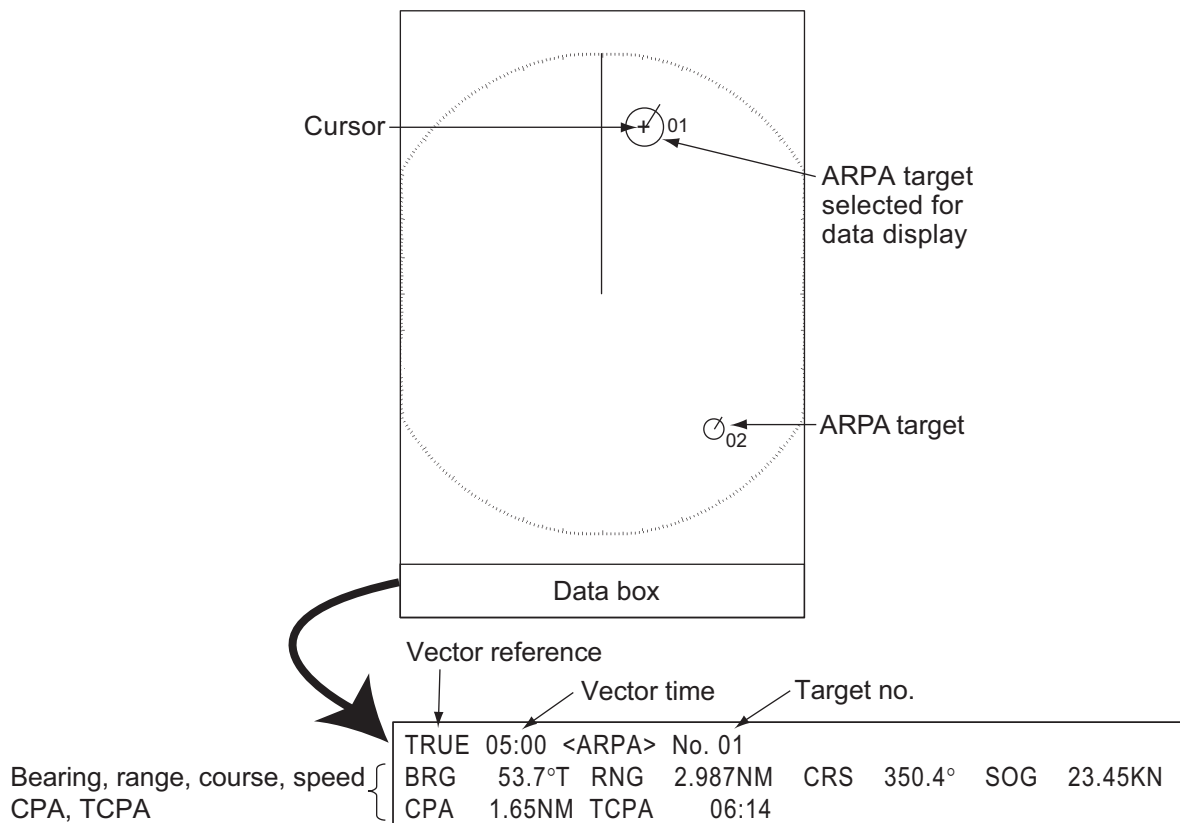 Cursor
01
ARPA target
selected for
data display
02
ARPA target
Data box
Vector reference
Vector time
Target no.
TRUE 05:00 <ARPA> No. 01
Bearing, range, course, speed
BRG 53.7°T RNG 2.987NM CRS 350.4° SOG 23.45KN
CPA, TCPA
CPA 1.65NM TCPA 06:14